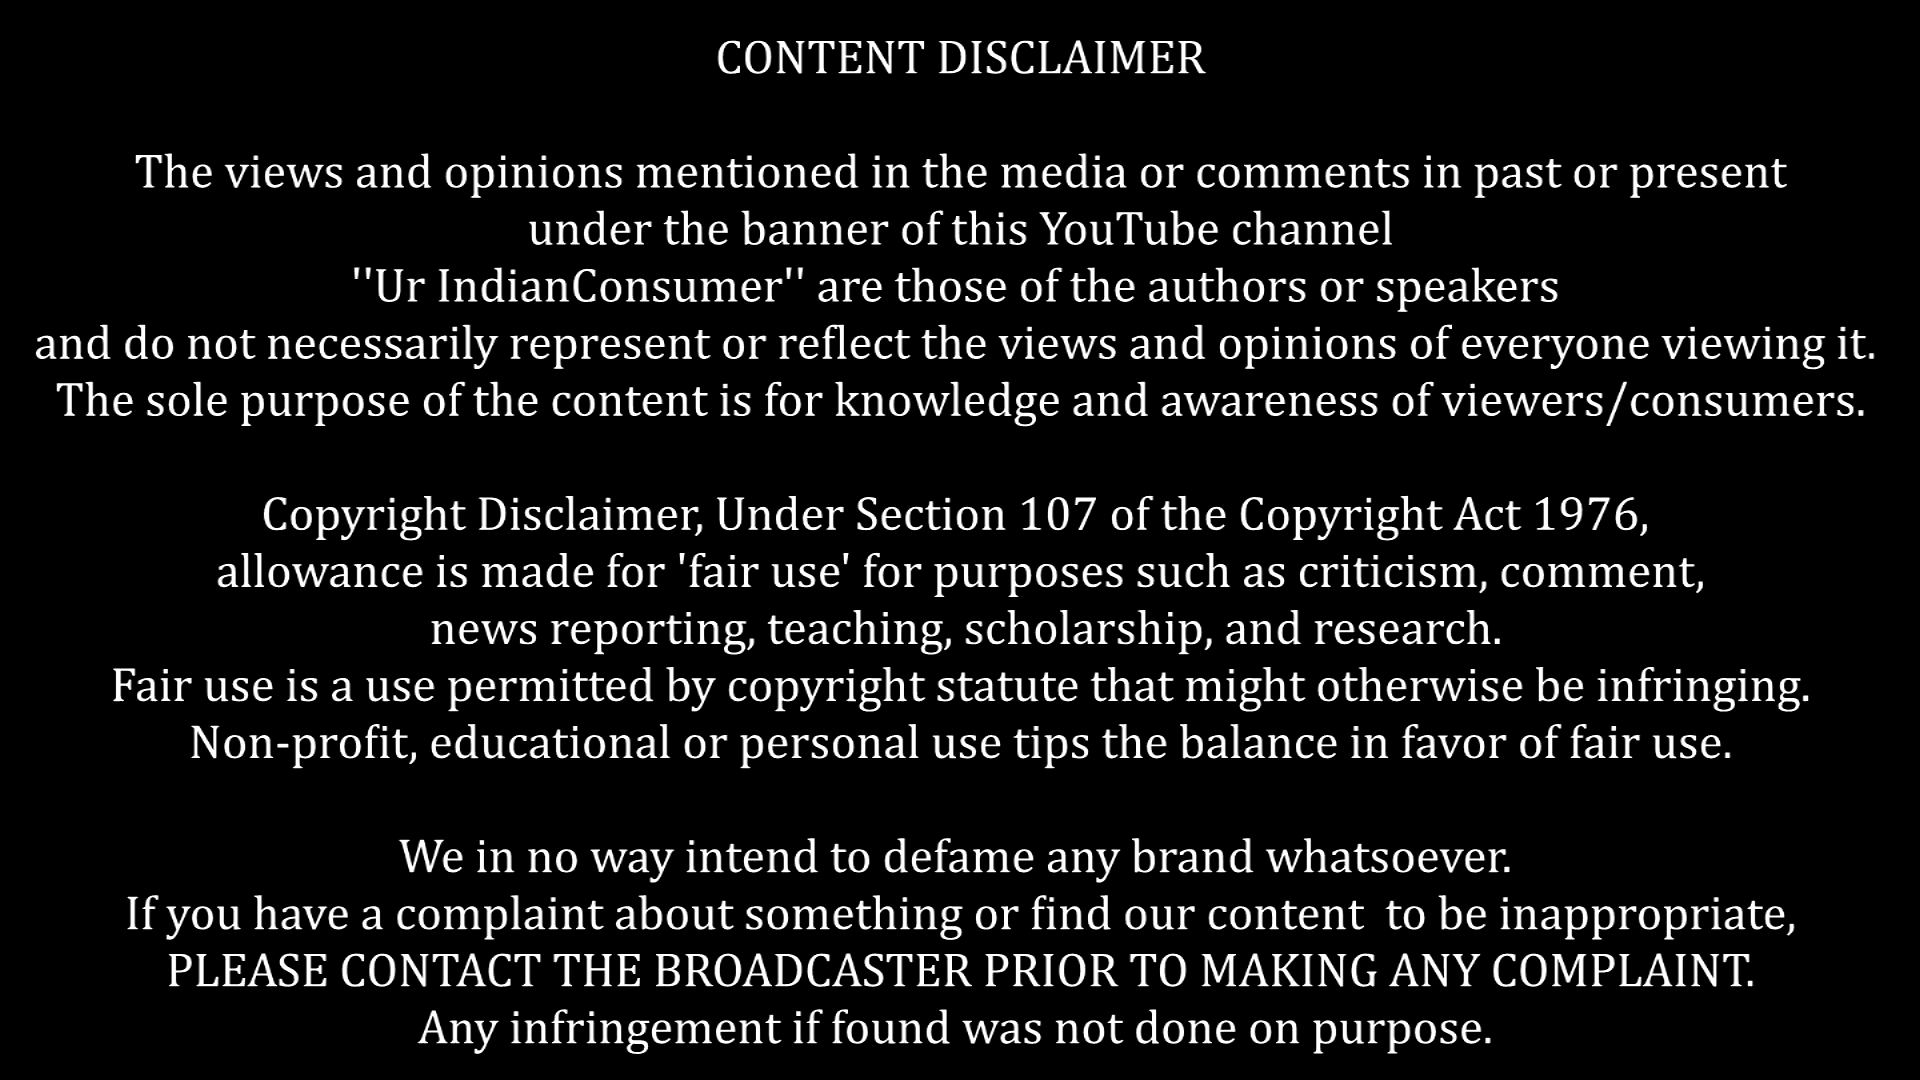 CONTENT DISCLAIMER
The views and opinions mentioned in the media or comments in past or present
under the banner of this YouTube channel
''Ur IndianConsumer'' are those of the authors or speakers
and do not necessarily represent or reflect the views and opinions of everyone viewing it.
The sole purpose of the content is for knowledge and awareness of viewers/consumers.
Copyright Disclaimer, Under Section 107 of the Copyright Act 1976,
allowance is made for 'fair use' for purposes such as criticism, comment,
news reporting, teaching, scholarship, and research.
Fair use is a use permitted by copyright statute that might otherwise be infringing.
Non-profit, educational or personal use tips the balance in favor of fair use.
We in no way intend to defame any brand whatsoever.
If you have a complaint about something or find our content  to be inappropriate,
PLEASE CONTACT THE BROADCASTER PRIOR TO MAKING ANY COMPLAINT.
Any infringement if found was not done on purpose.